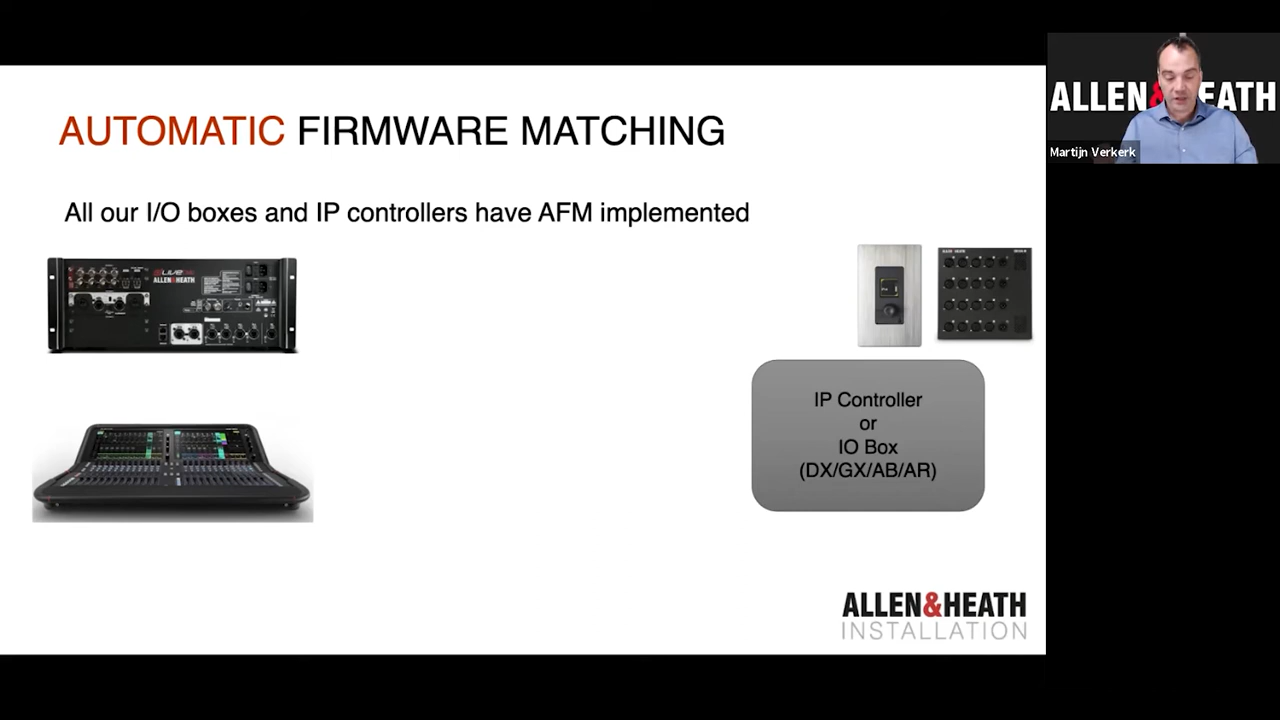 AUTOMATIC FIRMWARE MATCHING
All our I/O boxes and IP controllers have AFM implemented
LIVE
ALLEN&HEATH
IP Controller
or
IO Box
(DX/GX/AB/AR)
ALLEN&HEATH
INSTALLATION
ALLEN&HEATH
Martijn Verkerk